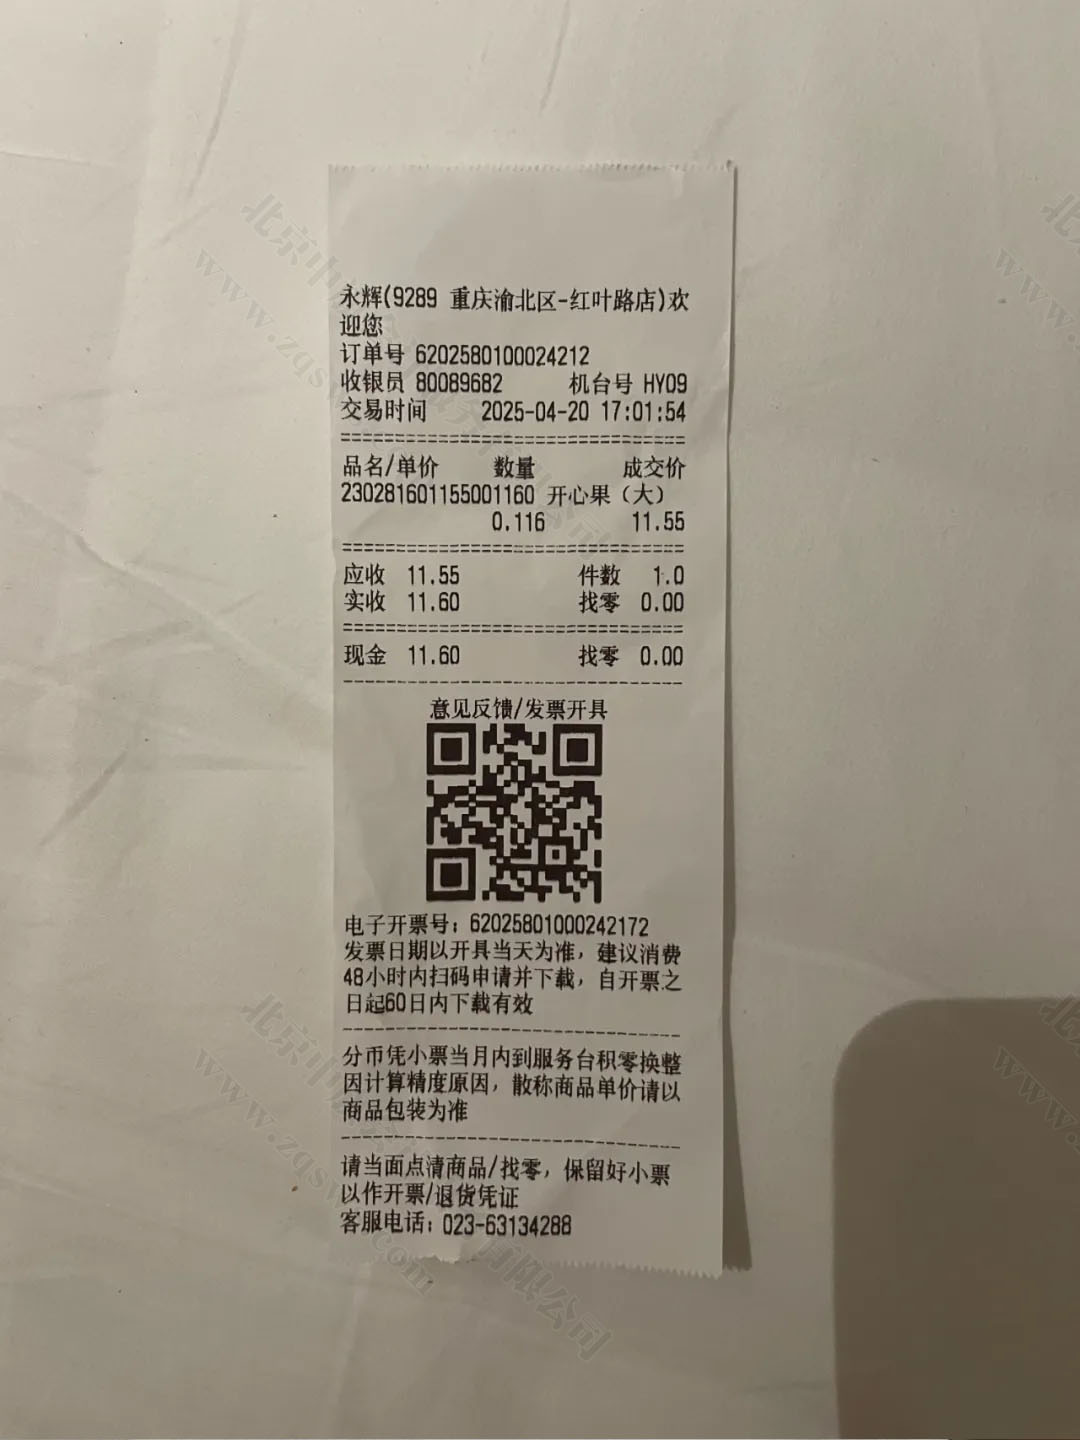 永辉(9289 重庆渝北区-红叶路店)欢
迎您
订单号 6202580100024212
收银员 80089682 机台号 HY09
交易时间 2025-04-20 17:01:54
================================
品名/单价 数量 成交价
230281601155001160 开心果（大）
0.116 11.55
================================
应收 11.55 件数 1.0
实收 11.60 找零 0.00
================================
现金 11.60 找零 0.00
--------------------------------
意见反馈/发票开具
电子开票号：62025801000242172
发票日期以开具当天为准，建议消费
48小时内扫码申请并下载，自开票之
日起60日内下载有效
--------------------------------
分币凭小票当月内到服务台积零换整
因计算精度原因，散称商品单价请以
商品包装为准
--------------------------------
请当面点清商品/找零，保留好小票
以作开票/退货凭证
客服电话：023-63134288